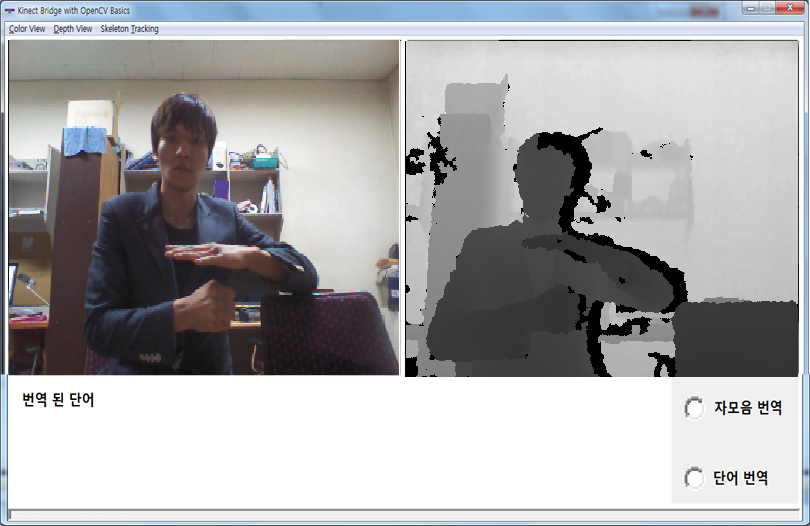 Kinect Bridge with OpenCV Basics
Color View Depth View Skeleton Tracking
번역 된 단어
자모음 번역
단어 번역